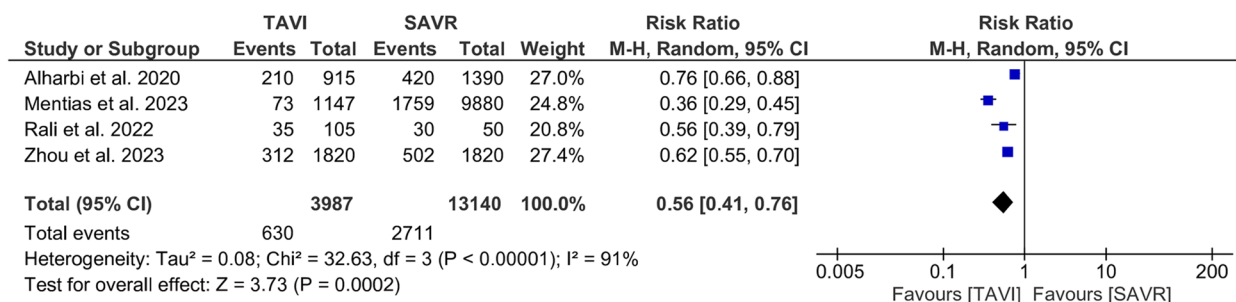 TAVI SAVR Risk Ratio Risk Ratio
Study or Subgroup Events Total Events Total Weight M-H, Random, 95% CI M-H, Random, 95% CI
Alharbi et al. 2020 210 915 420 1390 27.0% 0.76 [0.66, 0.88]
Mentias et al. 2023 73 1147 1759 9880 24.8% 0.36 [0.29, 0.45]
Rali et al. 2022 35 105 30 50 20.8% 0.56 [0.39, 0.79]
Zhou et al. 2023 312 1820 502 1820 27.4% 0.62 [0.55, 0.70]
Total (95% CI) 3987 13140 100.0% 0.56 [0.41, 0.76]
Total events 630 2711
Heterogeneity: Tau² = 0.08; Chi² = 32.63, df = 3 (P < 0.00001); I² = 91%
Test for overall effect: Z = 3.73 (P = 0.0002)
0.005 0.1 1 10 200
Favours [TAVI] Favours [SAVR]